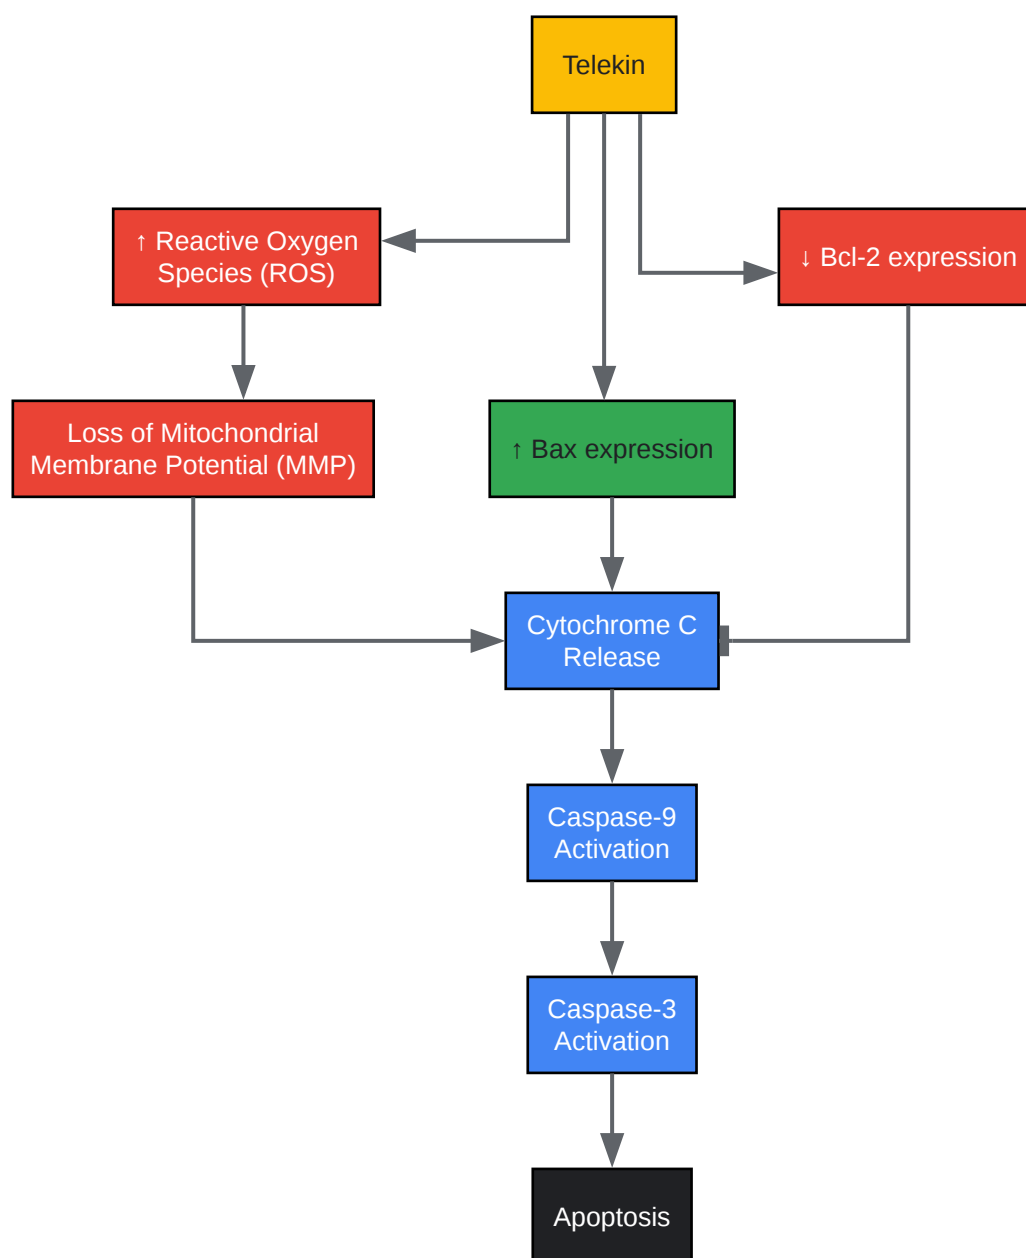 Telekin
↑ Reactive Oxygen
Species (ROS)
↓ Bcl-2 expression
Loss of Mitochondrial
Membrane Potential (MMP)
↑ Bax expression
Cytochrome C
Release
Caspase-9
Activation
Caspase-3
Activation
Apoptosis